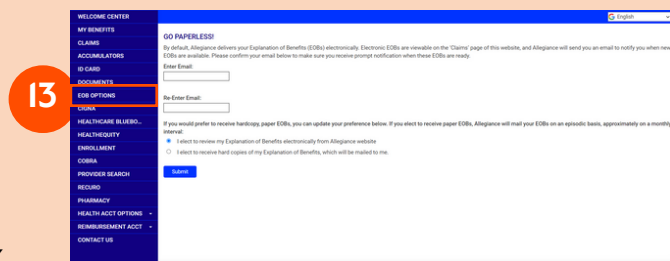 WELCOME CENTER
MY BENEFITS
CLAIMS
ACCUMULATORS
ID CARD
DOCUMENTS
EOB OPTIONS
CIGNA
HEALTHCARE BLUEBO...
HEALTHEQUITY
ENROLLMENT
COBRA
PROVIDER SEARCH
RECURO
PHARMACY
HEALTH ACCT OPTIONS
REIMBURSEMENT ACCT
CONTACT US
13
English
GO PAPERLESS!
By default, Allegiance delivers your Explanation of Benefits (EOBs) electronically. Electronic EOBs are viewable on the 'Claims' page of this website, and Allegiance will send you an email to notify you when new
EOBs are available. Please confirm your email below to make sure you receive prompt notification when these EOBs are ready.
Enter Email:
Re-Enter Email:
If you would prefer to receive hardcopy, paper EOBs, you can update your preference below. If you elect to receive paper EOBs, Allegiance will mail your EOBs on an episodic basis, approximately on a monthly
interval:
I elect to review my Explanation of Benefits electronically from Allegiance website
I elect to receive hard copies of my Explanation of Benefits, which will be mailed to me.
Submit